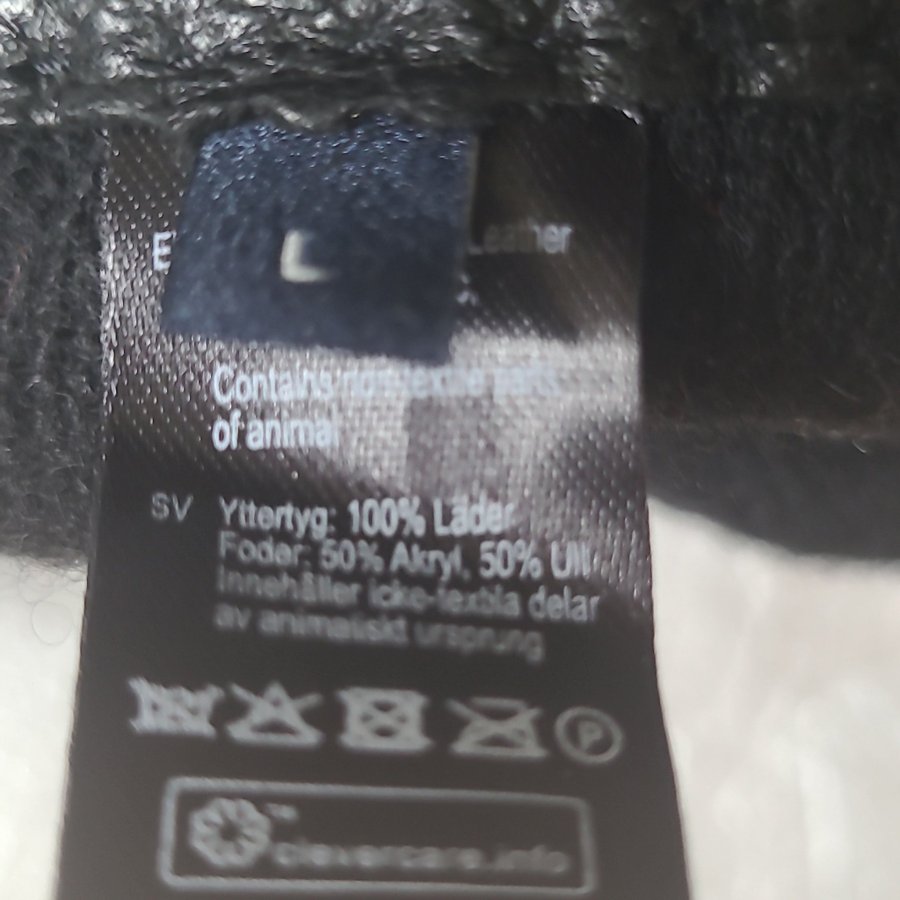 L
Leather
Contains non-textile parts
of animal
SV Yttertyg: 100% Läder
Foder: 50% Akryl, 50% Ull
Innehåller icke-textila delar
av animaliskt ursprung
P
clevercare.info